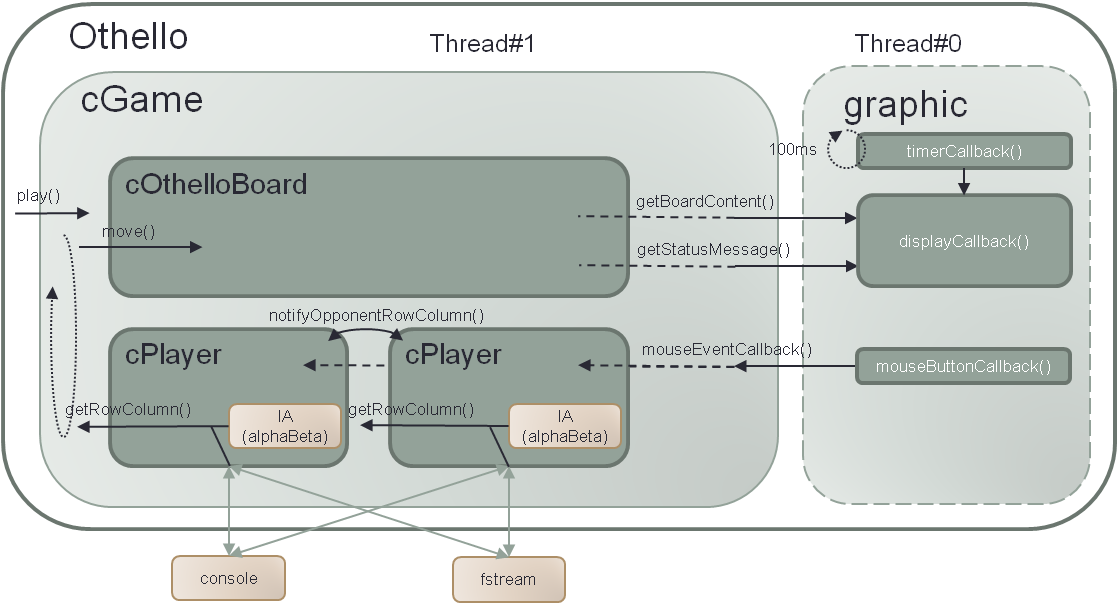 Othello
Thread#1
Thread#0
cGame
graphic
100ms
timerCallback()
cOthelloBoard
play()
getBoardContent()
move()
displayCallback()
getStatusMessage()
notifyOpponentRowColumn()
cPlayer
cPlayer
mouseEventCallback()
mouseButtonCallback()
getRowColumn()
IA
(alphaBeta)
getRowColumn()
IA
(alphaBeta)
console
fstream